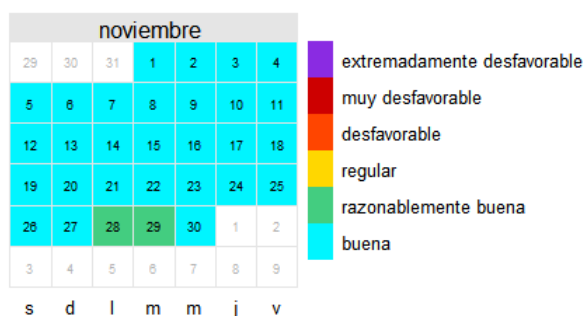 noviembre
29 30 31 1 2 3 4
5 6 7 8 9 10 11
12 13 14 15 16 17 18
19 20 21 22 23 24 25
26 27 28 29 30 1 2
3 4 5 6 7 8 9
s d l m m j v
extremadamente desfavorable
muy desfavorable
desfavorable
regular
razonablemente buena
buena